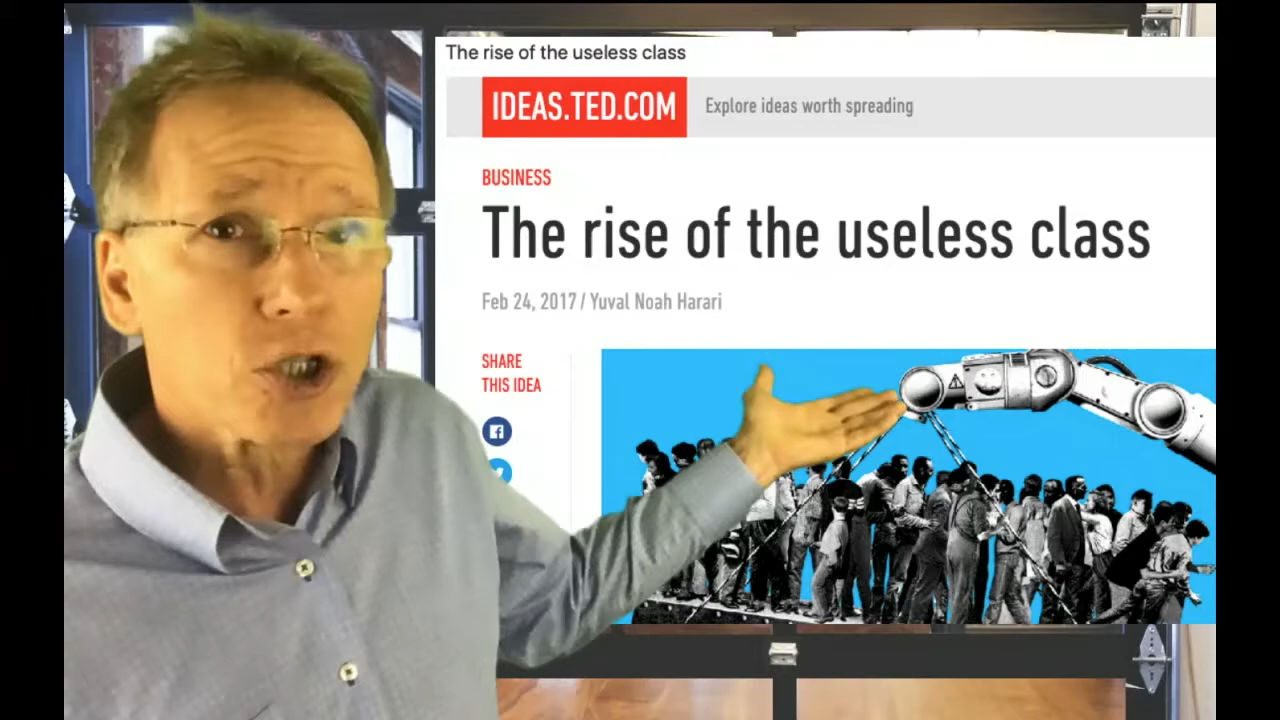 The rise of the useless class
IDEAS.TED.COM
Explore ideas worth spreading
BUSINESS
The rise of the useless class
Feb 24, 2017 / Yuval Noah Harari
SHARE
THIS IDEA